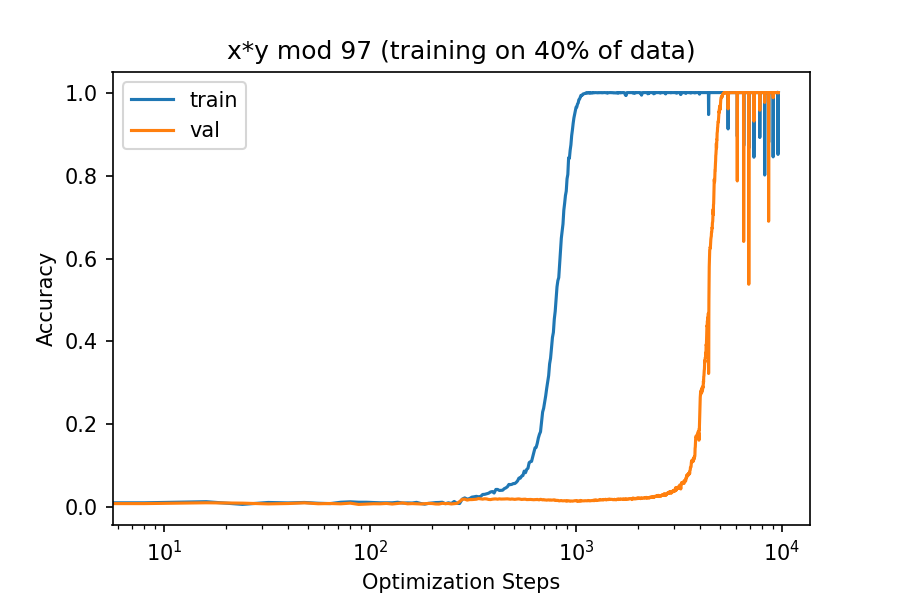 x*y mod 97 (training on 40% of data)
train
val
1.0
0.8
0.6
0.4
0.2
0.0
Accuracy
10¹ 10² 10³ 10⁴
Optimization Steps